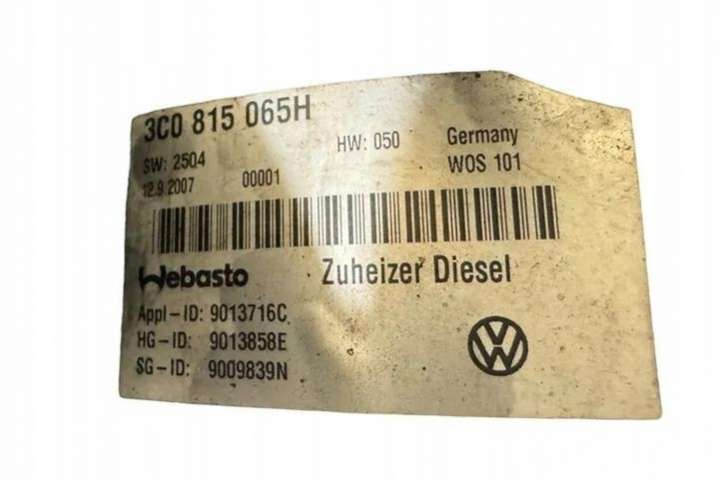 3C0 815 065H
SW: 2504 HW: 050 Germany
12.9.2007 00001 WOS 101
Webasto Zuheizer Diesel
Appl-ID: 9013716C
HG-ID: 9013858E
SG-ID: 9009839N
VW